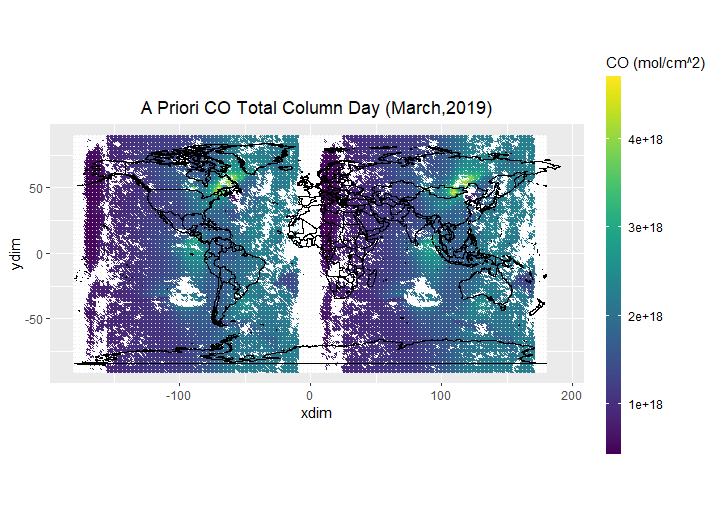 A Priori CO Total Column Day (March,2019)
CO (mol/cm^2)
4e+18
3e+18
2e+18
1e+18
ydim
50
0
-50
-100
0
100
200
xdim